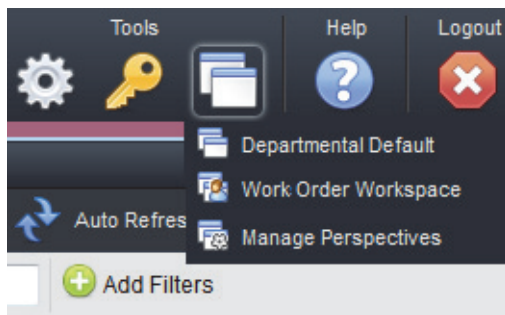 Tools
Help
Logout
Departmental Default
Work Order Workspace
Auto Refres
Manage Perspectives
Add Filters